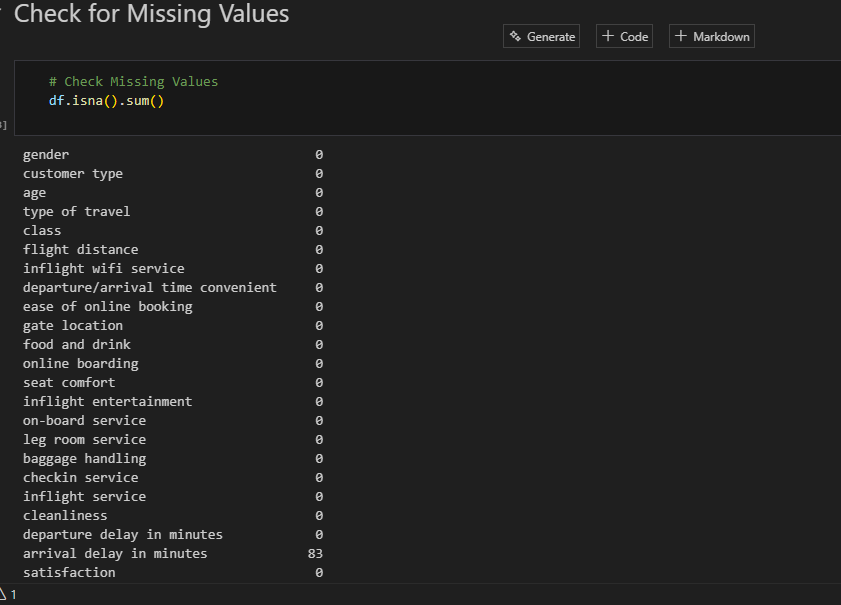 Check for Missing Values
Generate + Code + Markdown
# Check Missing Values
df.isna().sum()
]
gender 0
customer type 0
age 0
type of travel 0
class 0
flight distance 0
inflight wifi service 0
departure/arrival time convenient 0
ease of online booking 0
gate location 0
food and drink 0
online boarding 0
seat comfort 0
inflight entertainment 0
on-board service 0
leg room service 0
baggage handling 0
checkin service 0
inflight service 0
cleanliness 0
departure delay in minutes 0
arrival delay in minutes 83
satisfaction 0
1